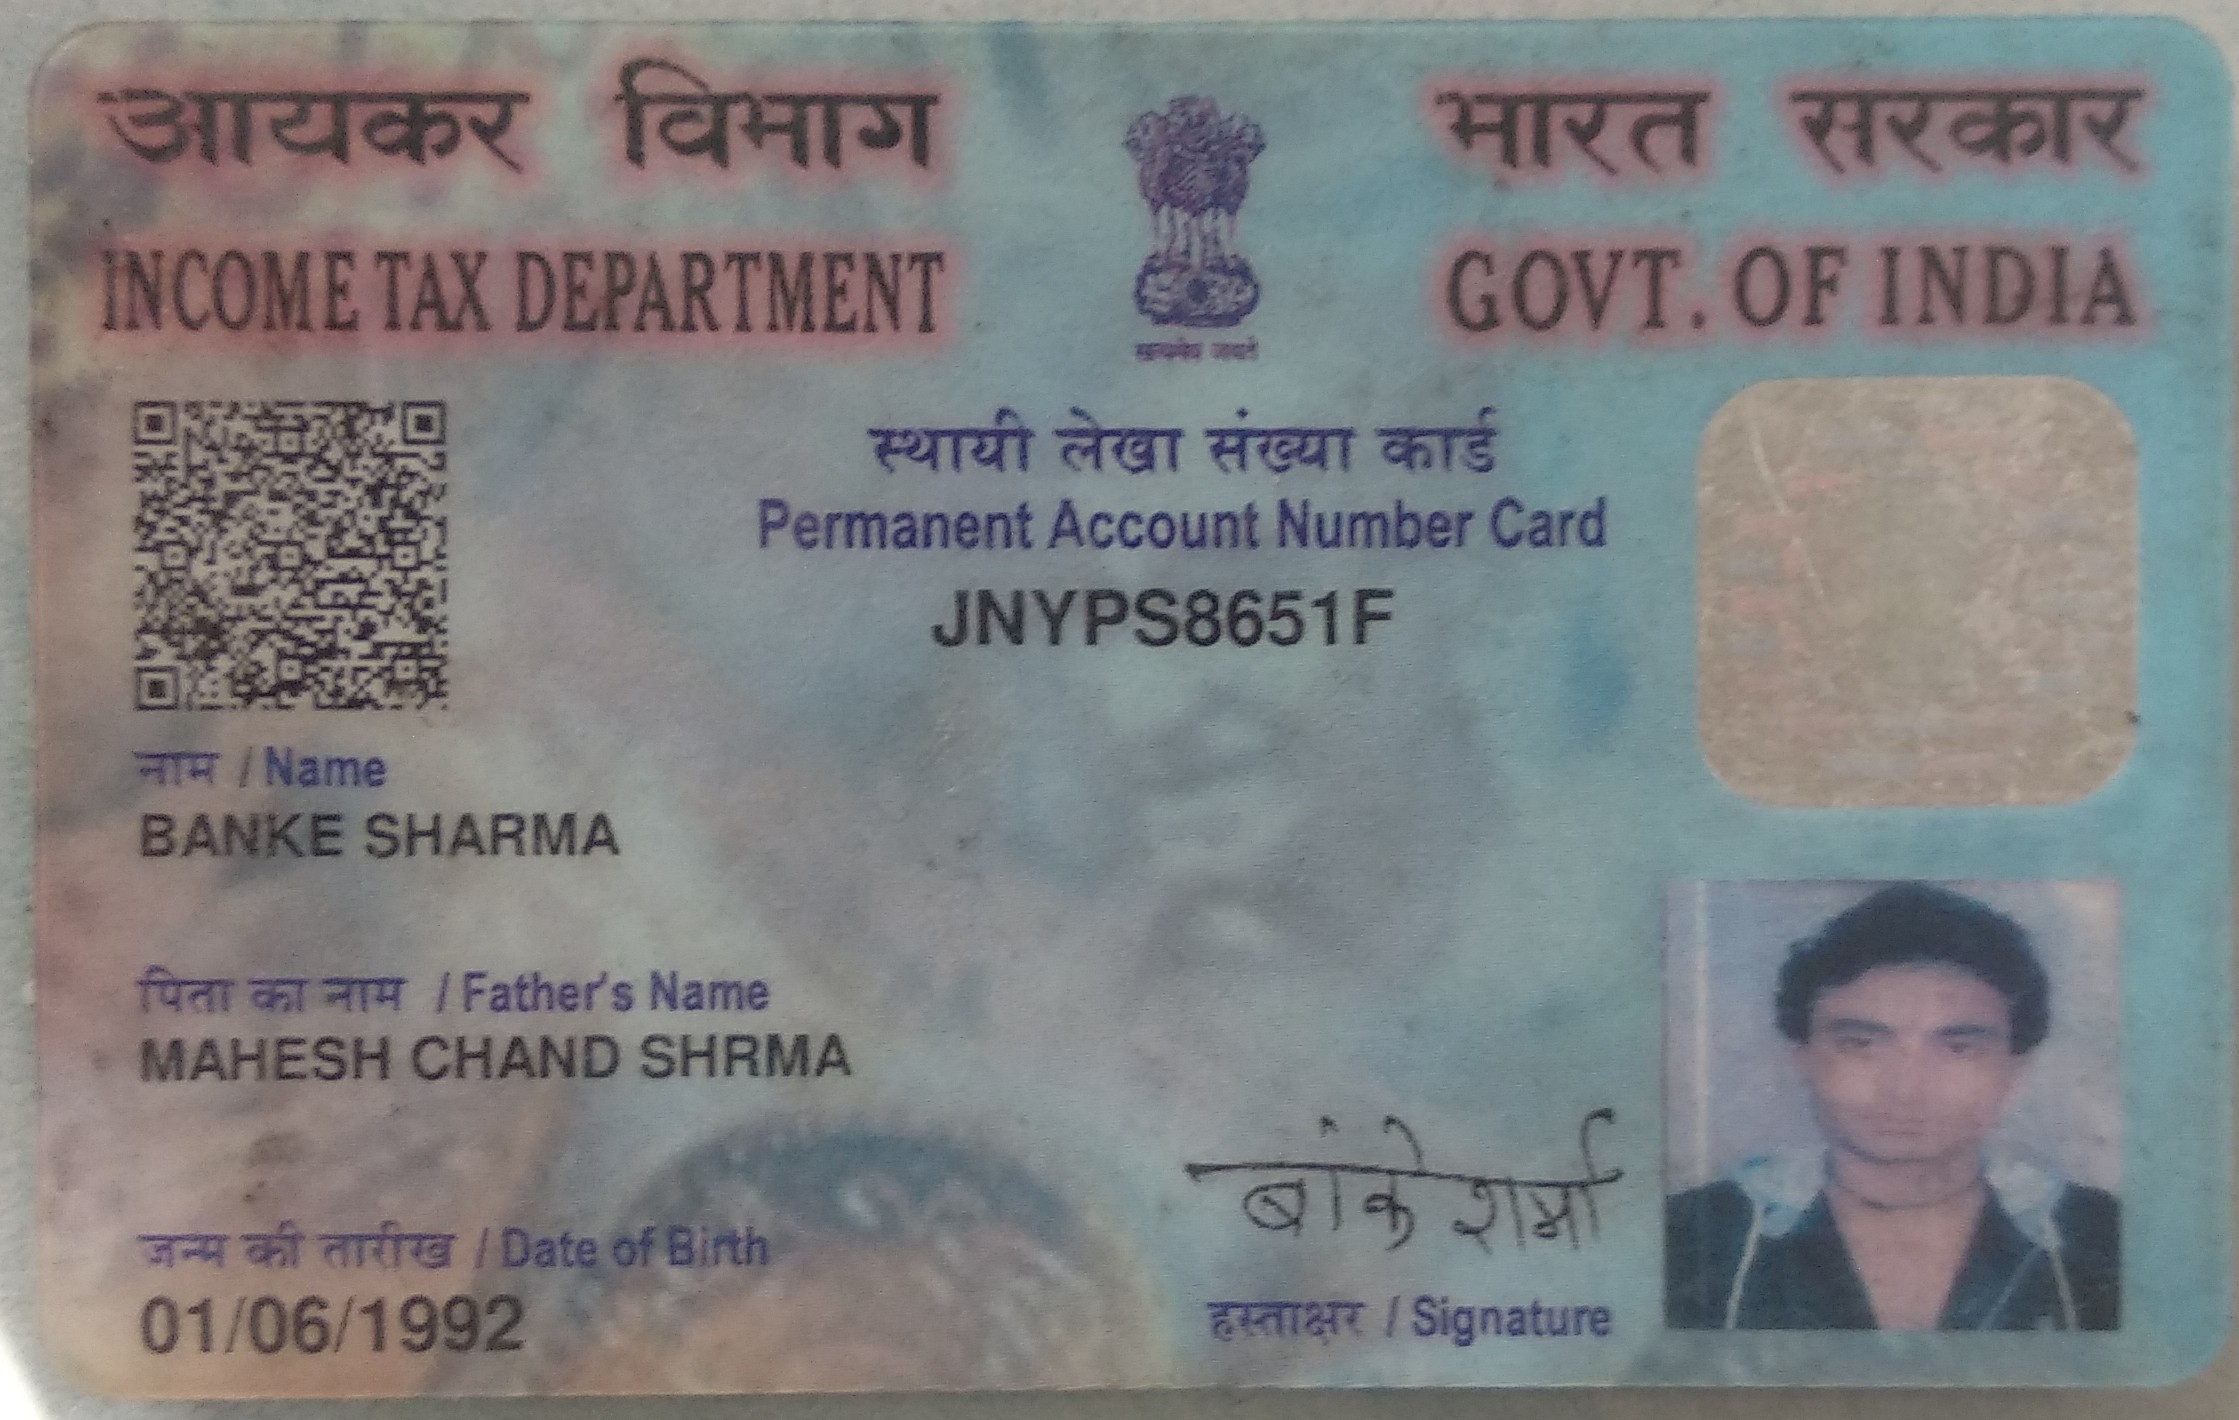 आयकर विभाग
INCOME TAX DEPARTMENT
भारत सरकार
GOVT. OF INDIA
सत्यमेव जयते
स्थायी लेखा संख्या कार्ड
Permanent Account Number Card
JNYPS8651F
नाम / Name
BANKE SHARMA
पिता का नाम / Father's Name
MAHESH CHAND SHRMA
जन्म की तारीख / Date of Birth
01/06/1992
बांके शर्मा
हस्ताक्षर / Signature